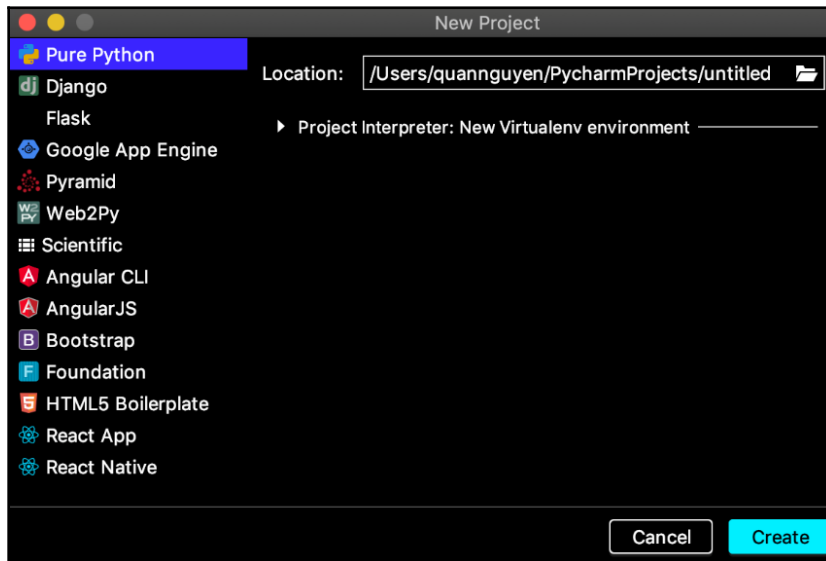 New Project
Pure Python
Django
Flask
Google App Engine
Pyramid
Web2Py
Scientific
Angular CLI
AngularJS
Bootstrap
Foundation
HTML5 Boilerplate
React App
React Native
Location: /Users/quannguyen/PycharmProjects/untitled
Project Interpreter: New Virtualenv environment
Cancel
Create